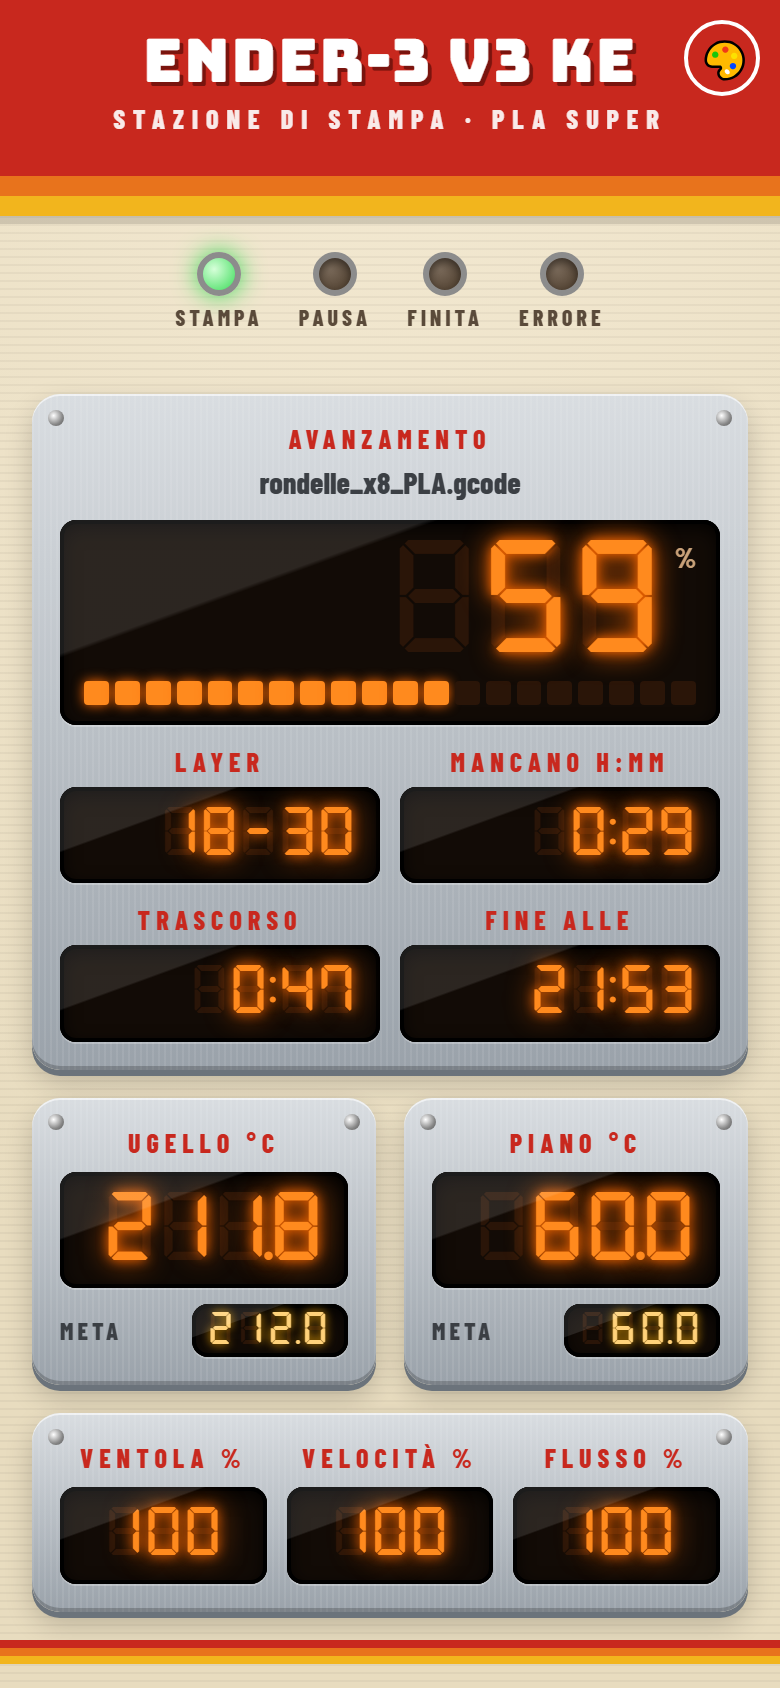 ENDER-3 V3 KE
STAZIONE DI STAMPA · PLA SUPER
STAMPA PAUSA FINITA ERRORE
AVANZAMENTO
rondelle_x8_PLA.gcode
59 %
LAYER MANCANO H:MM
18-30 0:29
TRASCORSO FINE ALLE
0:47 21:53
UGELLO °C PIANO °C
211.8 60.0
META 212.0 META 60.0
VENTOLA % VELOCITÀ % FLUSSO %
100 100 100